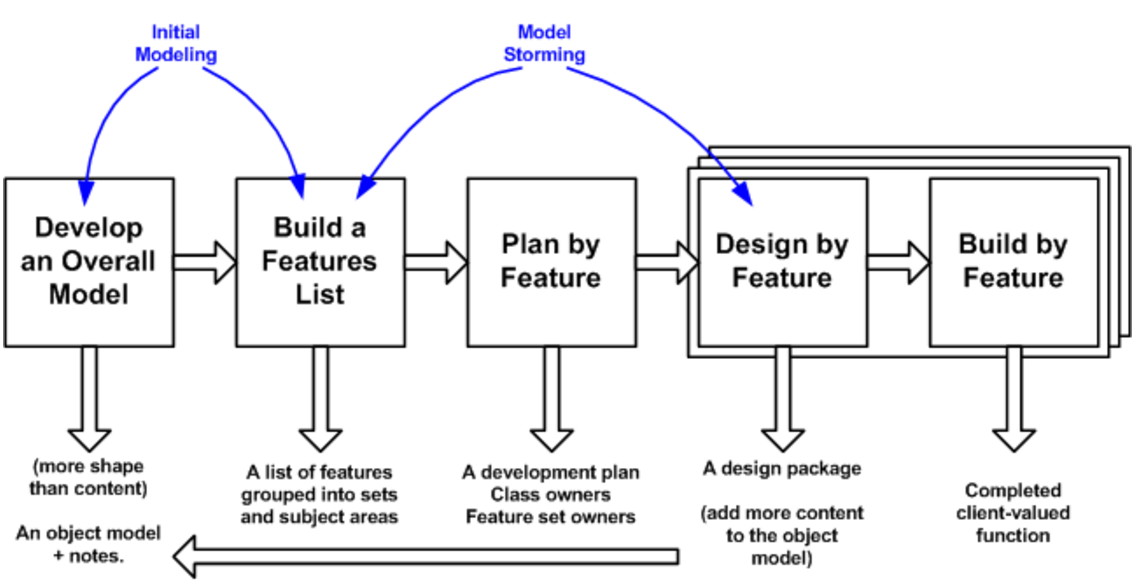 Initial
Modeling
Model
Storming
Develop
an Overall
Model
Build a
Features
List
Plan by
Feature
Design by
Feature
Build by
Feature
(more shape
than content)
An object model
+ notes.
A list of features
grouped into sets
and subject areas
A development plan
Class owners
Feature set owners
A design package
(add more content
to the object
model)
Completed
client-valued
function